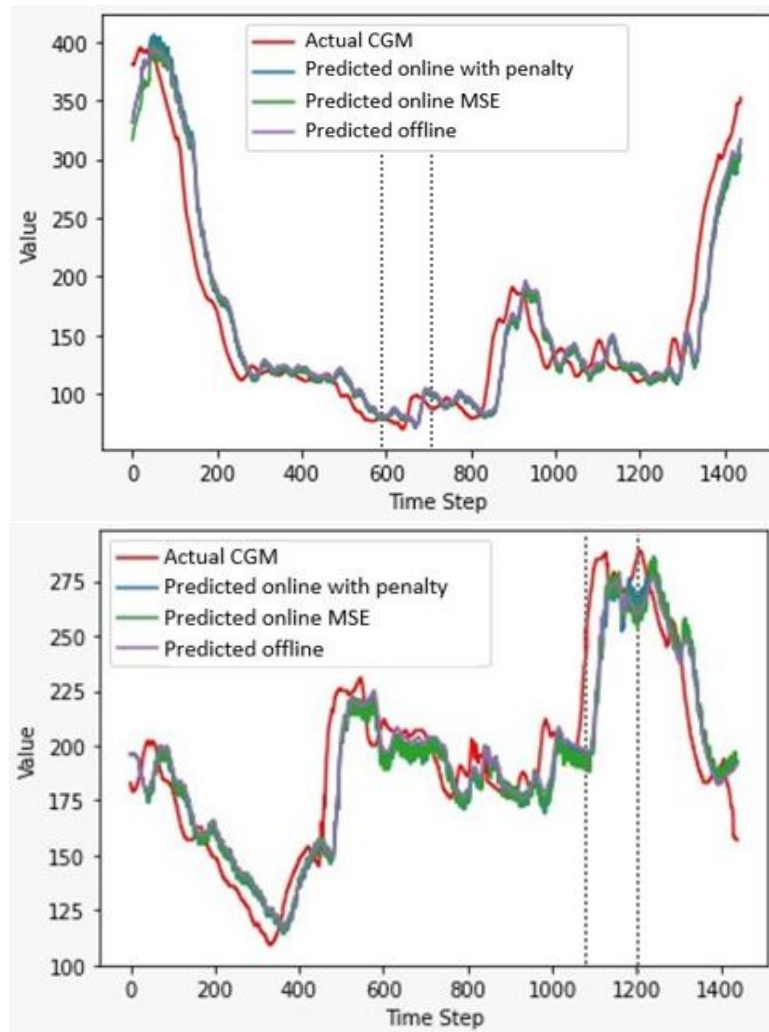 400
350
300
250
200
150
100
Value
Actual CGM
Predicted online with penalty
Predicted online MSE
Predicted offline
0 200 400 600 800 1000 1200 1400
Time Step
275
250
225
200
175
150
125
100
Value
Actual CGM
Predicted online with penalty
Predicted online MSE
Predicted offline
0 200 400 600 800 1000 1200 1400
Time Step